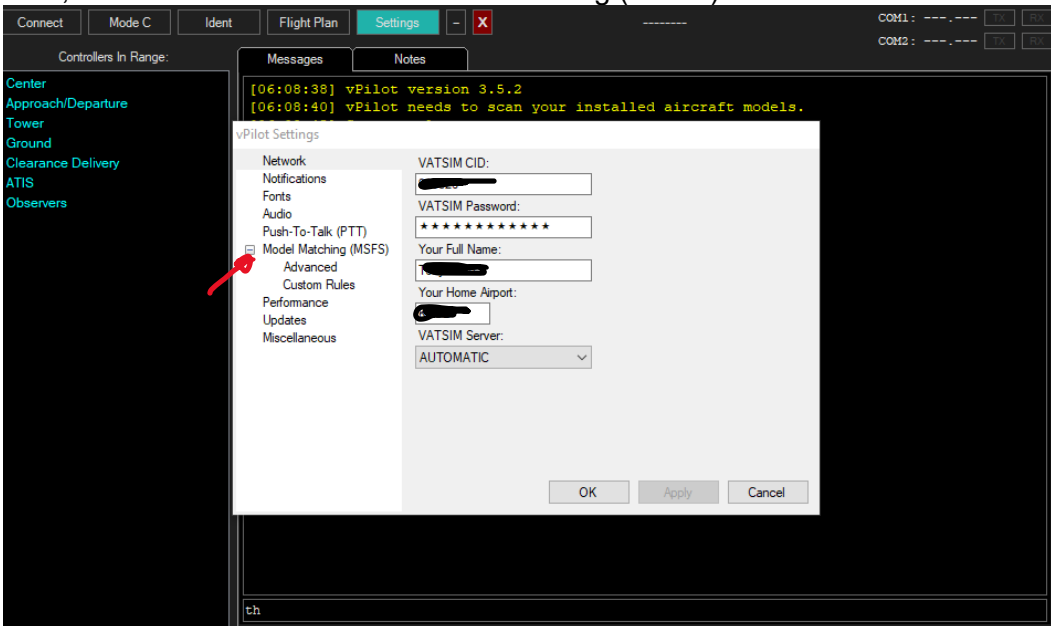 Connect Mode C Ident Flight Plan Settings - X -------- COM1: ---.--- TX RX
COM2: ---.--- TX RX
Controllers In Range:
Messages Notes
Center
Approach/Departure
Tower
Ground
Clearance Delivery
ATIS
Observers
[06:08:38] vPilot version 3.5.2
[06:08:40] vPilot needs to scan your installed aircraft models.
vPilot Settings
Network
Notifications
Fonts
Audio
Push-To-Talk (PTT)
Model Matching (MSFS)
Advanced
Custom Rules
Performance
Updates
Miscellaneous
VATSIM CID:
VATSIM Password:
************
Your Full Name:
Your Home Airport:
VATSIM Server:
AUTOMATIC
OK Apply Cancel
th